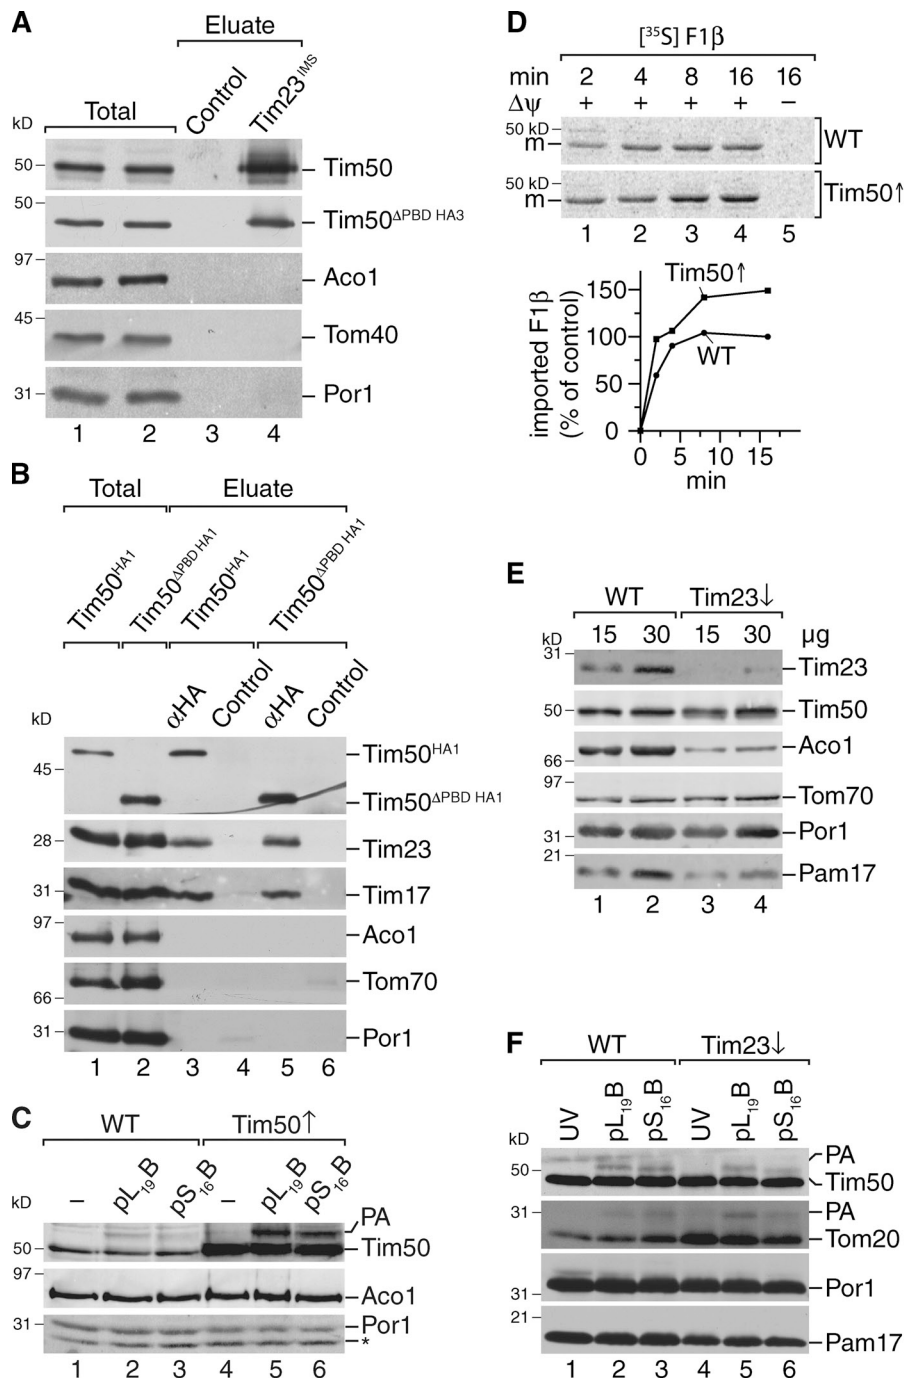 A
Eluate
Total
Control
Tim23 IMS
kD
50
Tim50
50
Tim50ΔPBD HA3
97
Aco1
45
Tom40
31
Por1
1 2 3 4
B
Total Eluate
Tim50HA1
Tim50ΔPBD HA1
Tim50HA1
Tim50ΔPBD HA1
αHA
Control
αHA
Control
kD
Tim50HA1
45
Tim50ΔPBD HA1
28
Tim23
31
Tim17
97
Aco1
Tom70
66
31
Por1
1 2 3 4 5 6
C
WT Tim50↑
– pL19B pS16B – pL19B pS16B
kD
PA
50
Tim50
97
Aco1
31
Por1
*
1 2 3 4 5 6
D
[35S] F1β
min 2 4 8 16 16
Δψ + + + + –
50 kD
m
WT
50 kD
m
Tim50↑
1 2 3 4 5
imported F1β
(% of control)
150
100
50
0
Tim50↑
WT
0 5 10 15
min
E
WT Tim23↓
15 30 15 30 µg
kD
31
Tim23
50
Tim50
Aco1
66
97
Tom70
31
Por1
21
Pam17
1 2 3 4
F
WT Tim23↓
UV pL19B pS16B UV pL19B pS16B
kD
PA
50
Tim50
31
PA
Tom20
31
Por1
21
Pam17
1 2 3 4 5 6